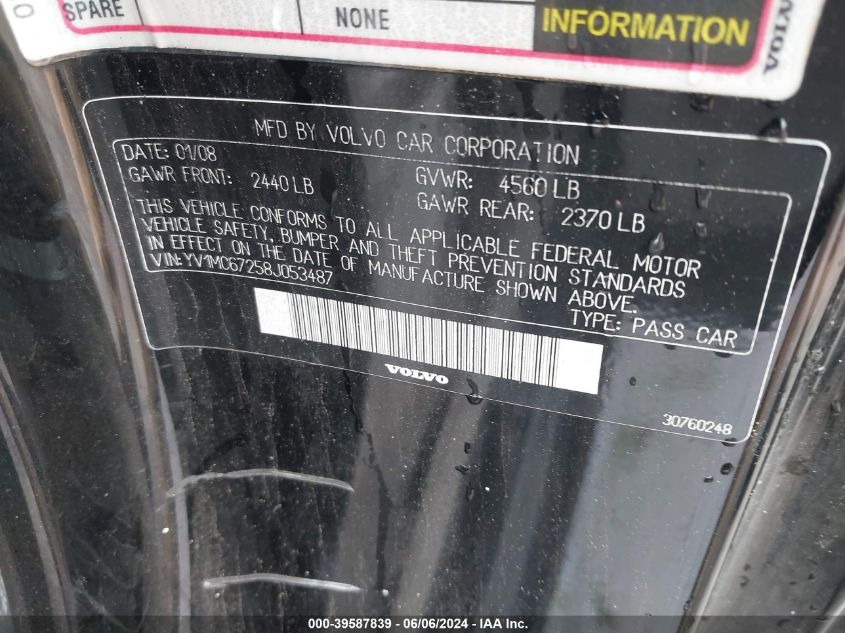 0
SPARE
NONE
INFORMATION
VOLVO
MFD BY VOLVO CAR CORPORATION
DATE: 01/08
GVWR: 4560 LB
GAWR FRONT: 2440 LB
GAWR REAR: 2370 LB
THIS VEHICLE CONFORMS TO ALL APPLICABLE FEDERAL MOTOR
VEHICLE SAFETY, BUMPER AND THEFT PREVENTION STANDARDS
IN EFFECT ON THE DATE OF MANUFACTURE SHOWN ABOVE.
VIN: YV1MC67258J053487
TYPE: PASS CAR
VOLVO
30760248
000-39587839 - 06/06/2024 - IAA Inc.